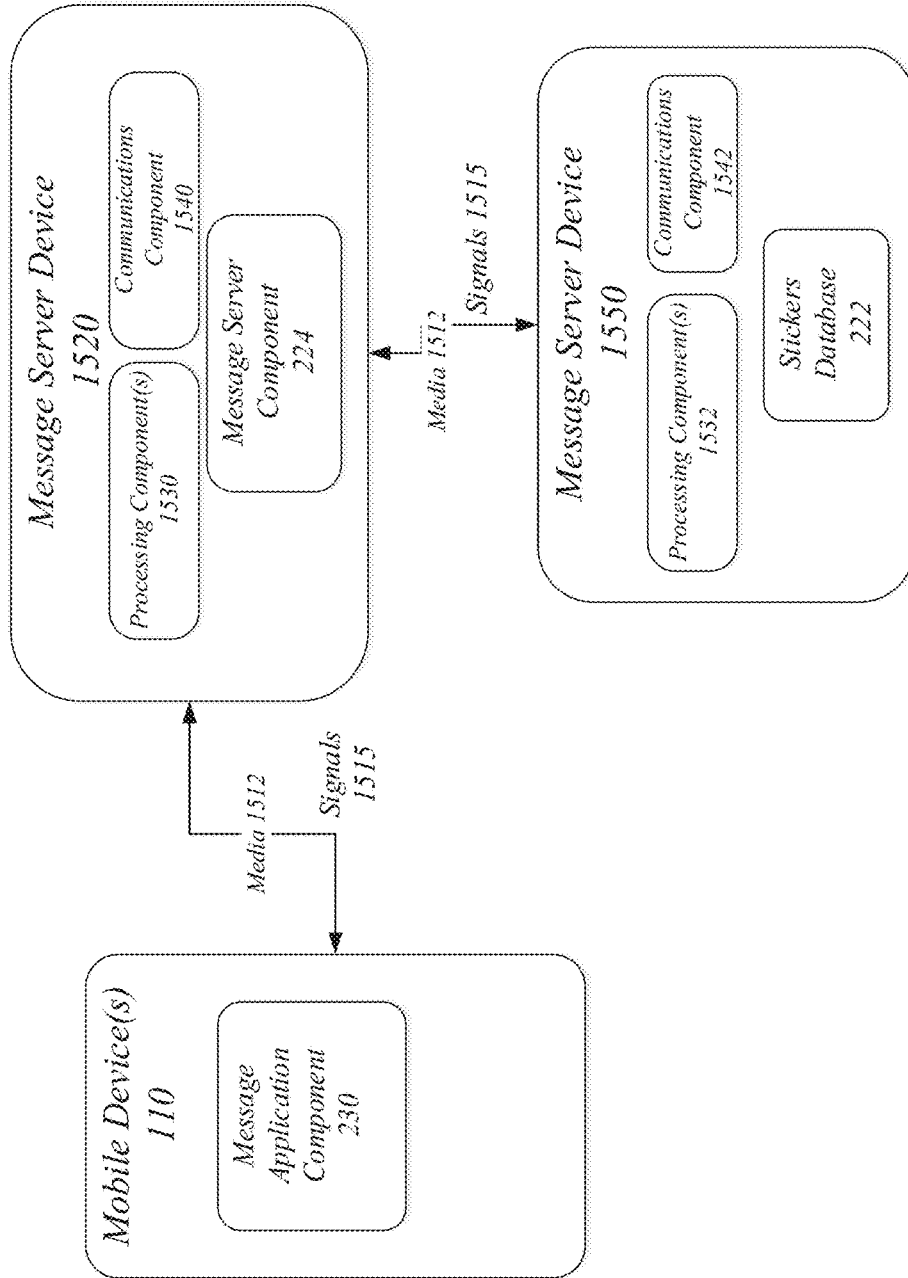 Mobile Device(s)
110
Message
Application
Component
230
Media 1512
Signals
1515
Message Server Device
1520
Processing Component(s)
1530
Communications
Component
1540
Message Server
Component
224
Media 1512
Signals 1515
Message Server Device
1550
Processing Component(s)
1532
Communications
Component
1542
Stickers
Database
222